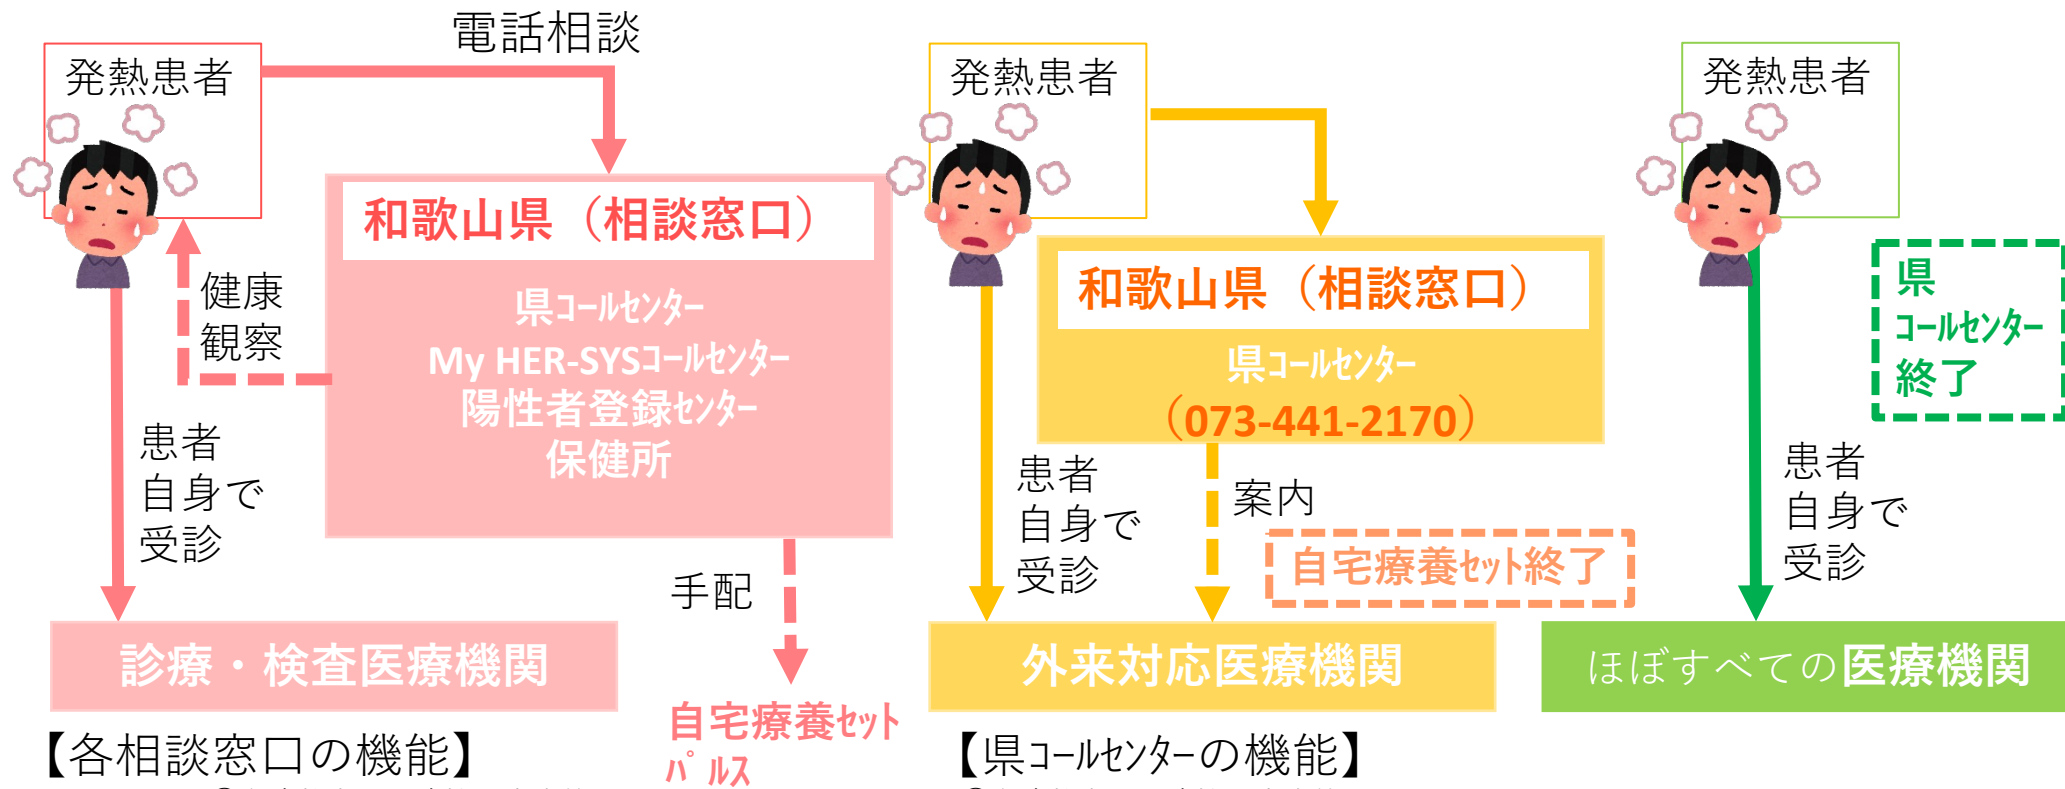 電話相談
発熱患者
和歌山県（相談窓口）
県ｺｰﾙｾﾝﾀｰ
My HER-SYSｺｰﾙｾﾝﾀｰ
陽性者登録ｾﾝﾀｰ
保健所
健康
観察
患者
自身で
受診
手配
診療・検査医療機関
自宅療養ｾｯﾄ
ﾊﾟﾙｽ
【各相談窓口の機能】
発熱患者
和歌山県（相談窓口）
県ｺｰﾙｾﾝﾀｰ
（073-441-2170）
患者
自身で
受診
案内
自宅療養ｾｯﾄ終了
外来対応医療機関
【県ｺｰﾙｾﾝﾀｰの機能】
発熱患者
県
ｺｰﾙｾﾝﾀｰ
終了
患者
自身で
受診
ほぼすべての医療機関